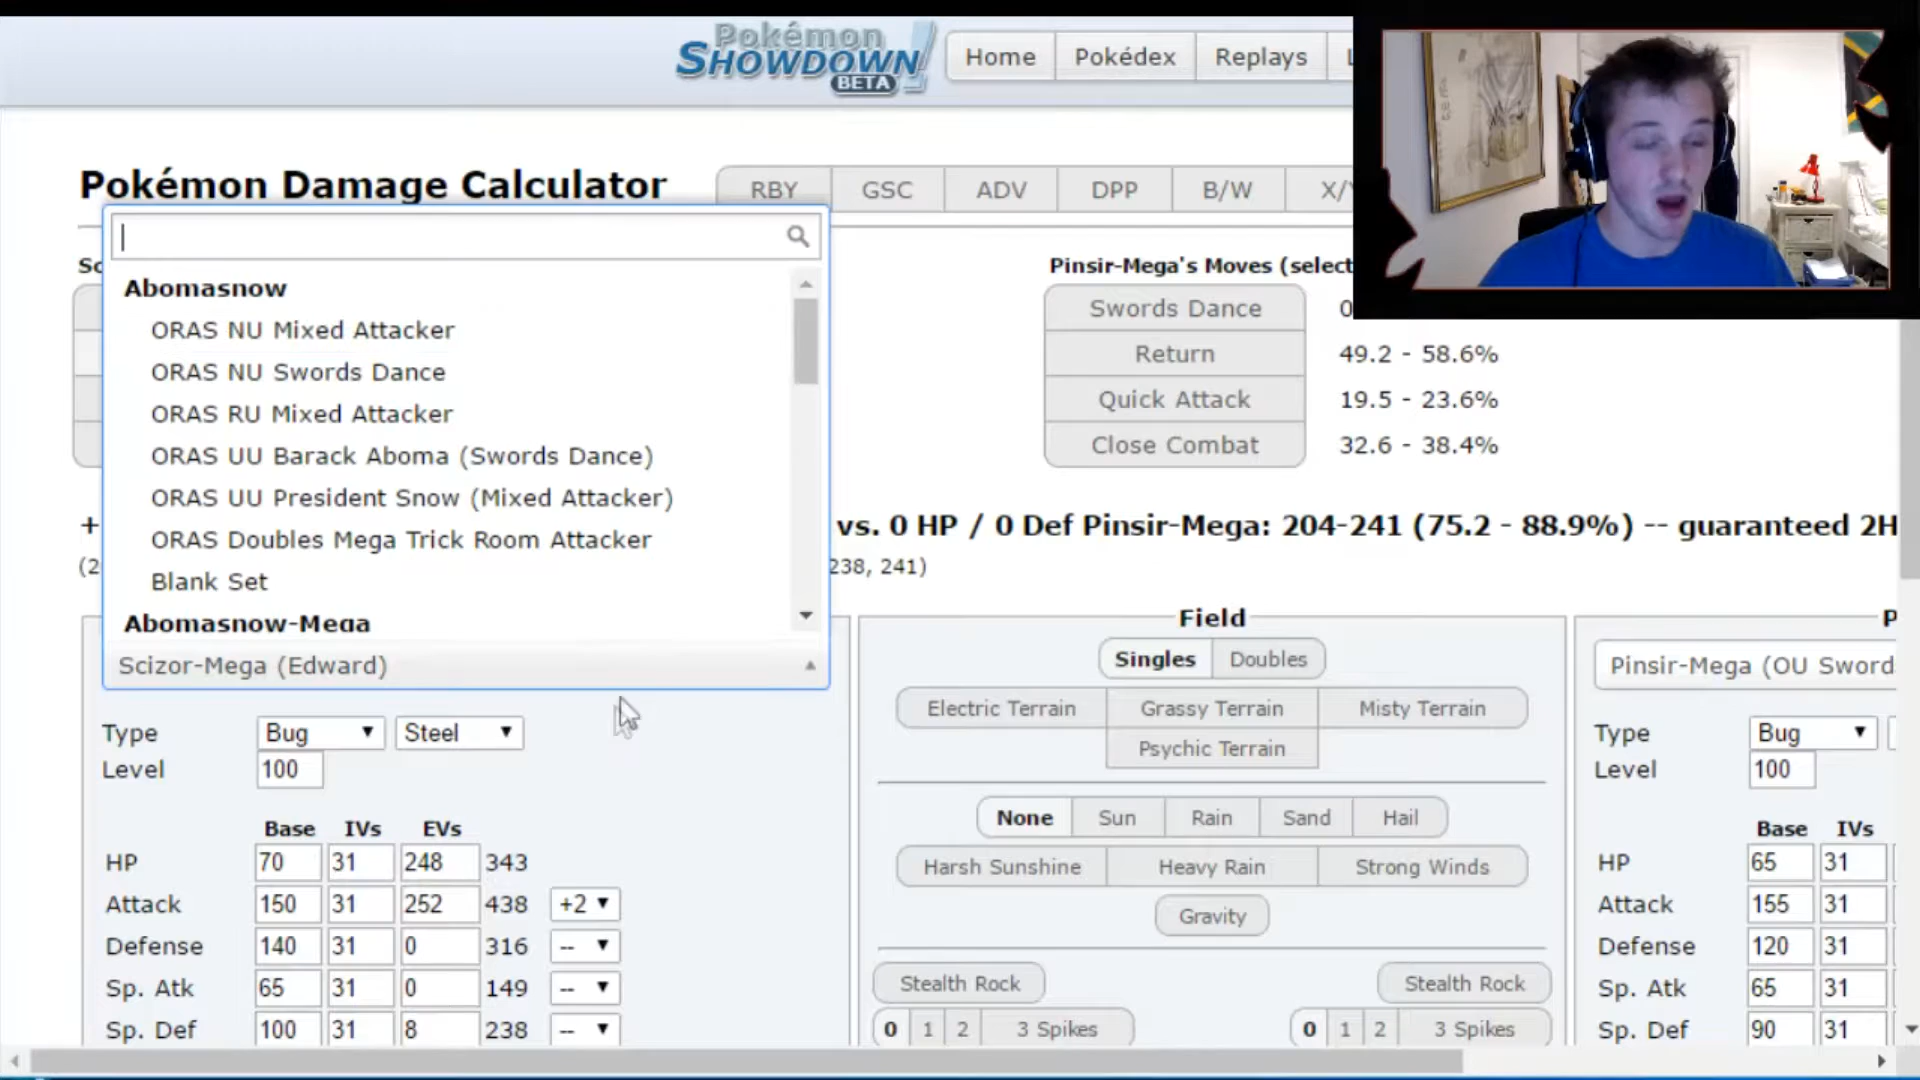 Pokémon
SHOWDOWN!
BETA
Home Pokédex Replays
Pokémon Damage Calculator
RBY GSC ADV DPP B/W X/
Abomasnow
ORAS NU Mixed Attacker
ORAS NU Swords Dance
ORAS RU Mixed Attacker
ORAS UU Barack Aboma (Swords Dance)
ORAS UU President Snow (Mixed Attacker)
ORAS Doubles Mega Trick Room Attacker
Blank Set
Abomasnow-Mega
Scizor-Mega (Edward)
Sc
Pinsir-Mega's Moves (select
Swords Dance 0
Return 49.2 - 58.6%
Quick Attack 19.5 - 23.6%
Close Combat 32.6 - 38.4%
+ vs. 0 HP / 0 Def Pinsir-Mega: 204-241 (75.2 - 88.9%) -- guaranteed 2H
(2 238, 241)
Type Bug Steel
Level 100
Base IVs EVs
HP 70 31 248 343
Attack 150 31 252 438 +2
Defense 140 31 0 316 --
Sp. Atk 65 31 0 149 --
Sp. Def 100 31 8 238 --
Field
Singles Doubles
Electric Terrain Grassy Terrain Misty Terrain
Psychic Terrain
None Sun Rain Sand Hail
Harsh Sunshine Heavy Rain Strong Winds
Gravity
Stealth Rock Stealth Rock
0 1 2 3 Spikes 0 1 2 3 Spikes
P
Pinsir-Mega (OU Sword
Type Bug
Level 100
Base IVs
HP 65 31
Attack 155 31
Defense 120 31
Sp. Atk 65 31
Sp. Def 90 31